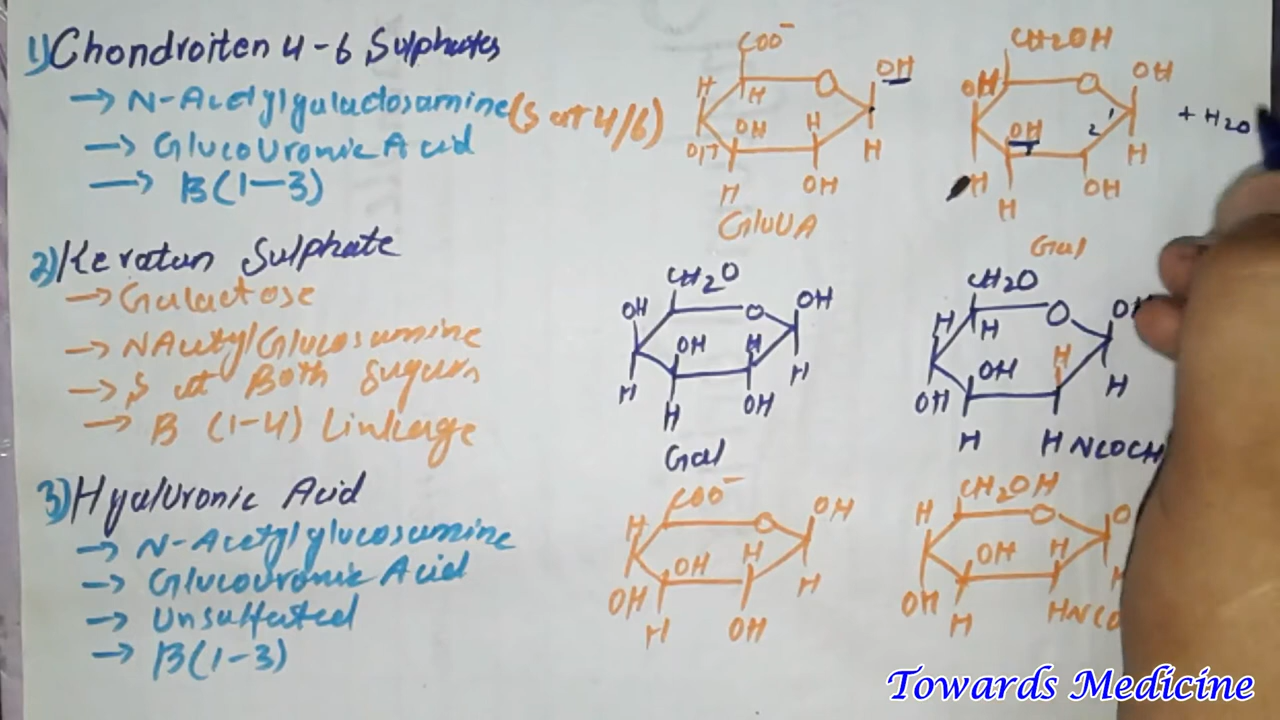 1) Chondroiten 4-6 Sulphates
→ N-Acetylgalactosamine (S at 4/6)
→ Glucouronic Acid
→ B (1-3)
COO⁻
OH
H
H
O
OH
H
OH
H
H
OH
GluUA
CH2OH
OH
OH
O
OH
2'
H
H
H
OH
+ H2O
Gal
2) Keratan Sulphate
→ Galactose
→ NAcetylGlucosamine
→ S at Both Sugars
→ B (1-4) Linkage
CH2O
OH
O
OH
OH
H
H
H
H
OH
Gal
CH2O
H
H
O
OH
H
OH
H
OH
H
HNCOCH
3) Hyaluronic Acid
→ N-Acetylglucosamine
→ Glucouronic Acid
→ Unsulfated
→ B (1-3)
COO⁻
H
O
OH
OH
H
H
OH
H
OH
CH2OH
H
O
O
OH
H
H
OH
H
HNCO
Towards Medicine